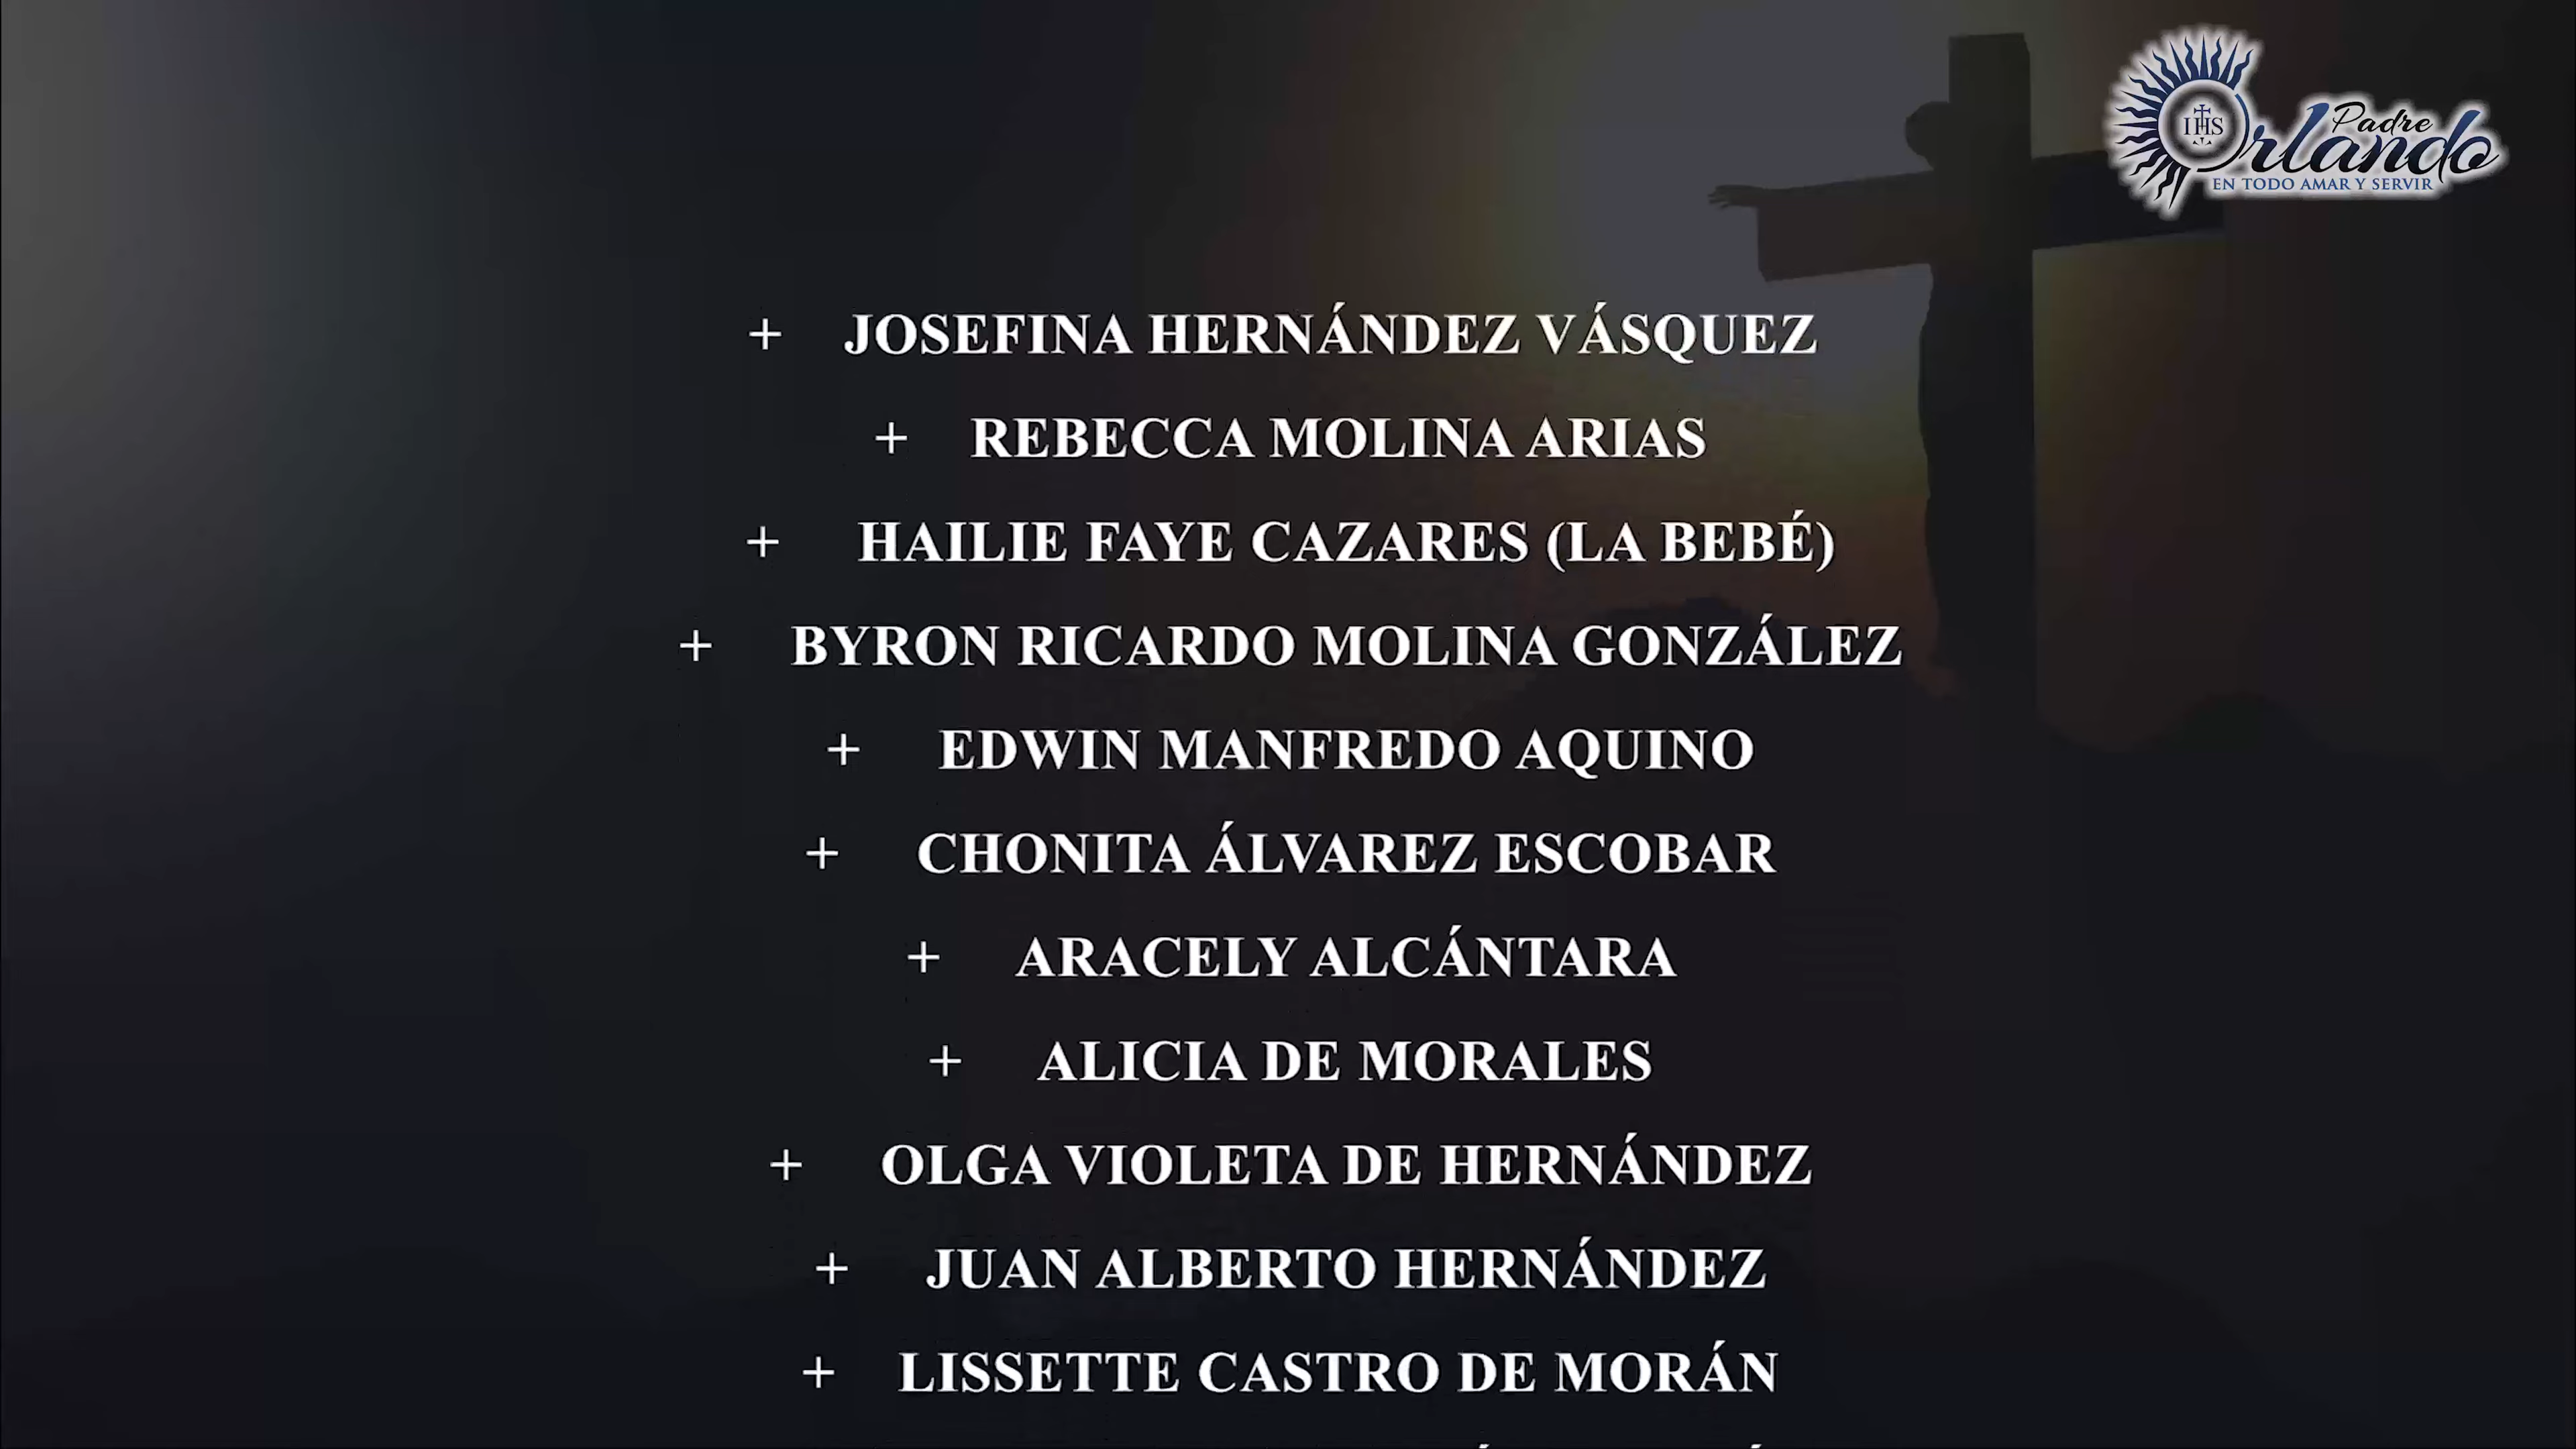 Padre
Orlando
IHS
EN TODO AMAR Y SERVIR
+ JOSEFINA HERNÁNDEZ VÁSQUEZ
+ REBECCA MOLINA ARIAS
+ HAILIE FAYE CAZARES (LA BEBÉ)
+ BYRON RICARDO MOLINA GONZÁLEZ
+ EDWIN MANFREDO AQUINO
+ CHONITA ÁLVAREZ ESCOBAR
+ ARACELY ALCÁNTARA
+ ALICIA DE MORALES
+ OLGA VIOLETA DE HERNÁNDEZ
+ JUAN ALBERTO HERNÁNDEZ
+ LISSETTE CASTRO DE MORÁN